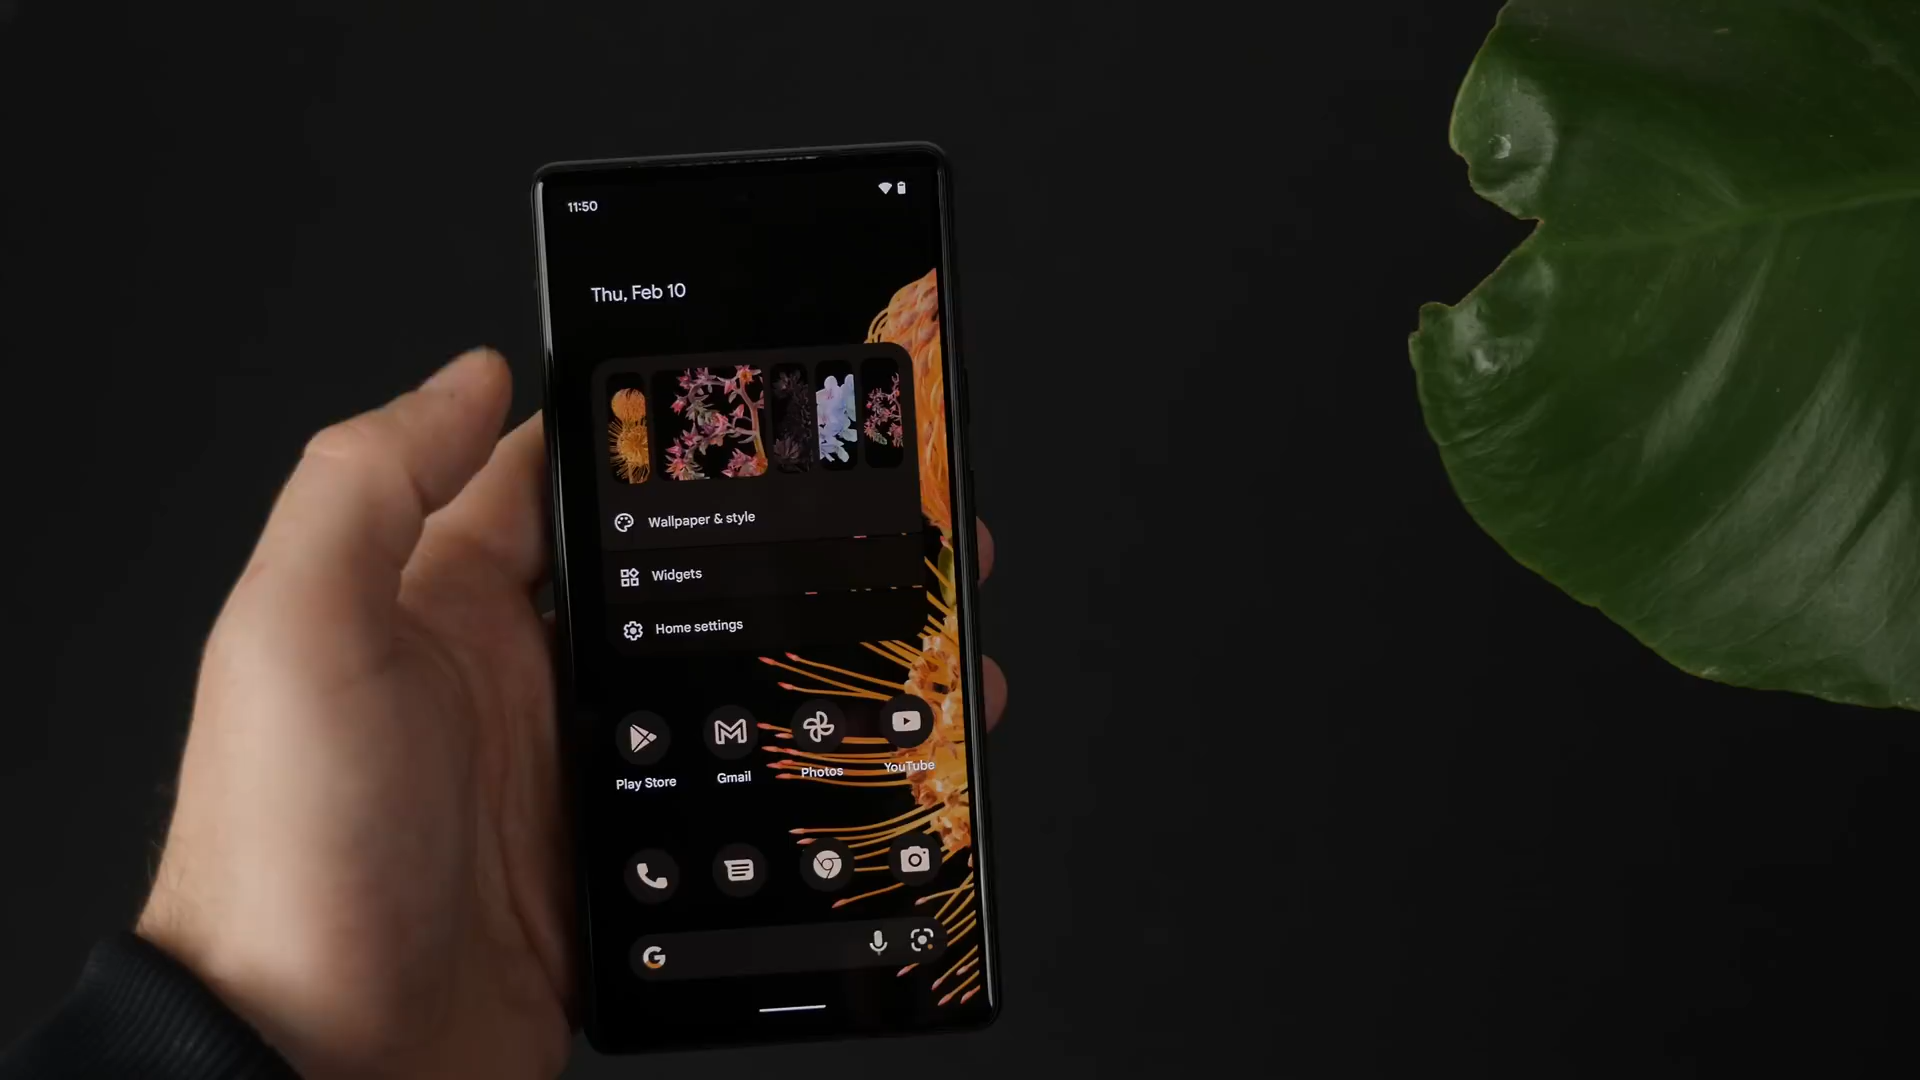 11:50
Thu, Feb 10
Wallpaper & style
Widgets
Home settings
Play Store
Gmail
Photos
YouTube